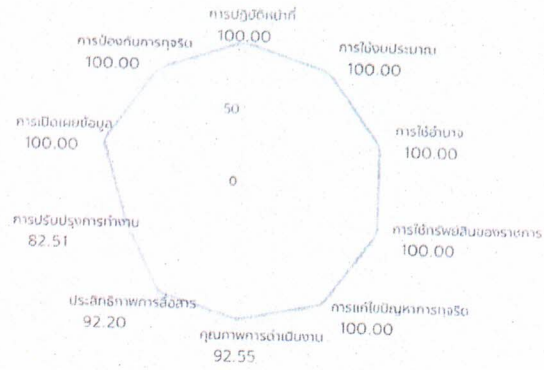 การปฏิบัติหน้าที่
100.00
การใช้งบประมาณ
100.00
การใช้อำนาจ
100.00
การใช้ทรัพย์สินของราชการ
100.00
การแก้ไขปัญหาการทุจริต
100.00
คุณภาพการดำเนินงาน
92.55
ประสิทธิภาพการสื่อสาร
92.20
การปรับปรุงการทำงาน
82.51
การเปิดเผยข้อมูล
100.00
การป้องกันการทุจริต
100.00
50
0